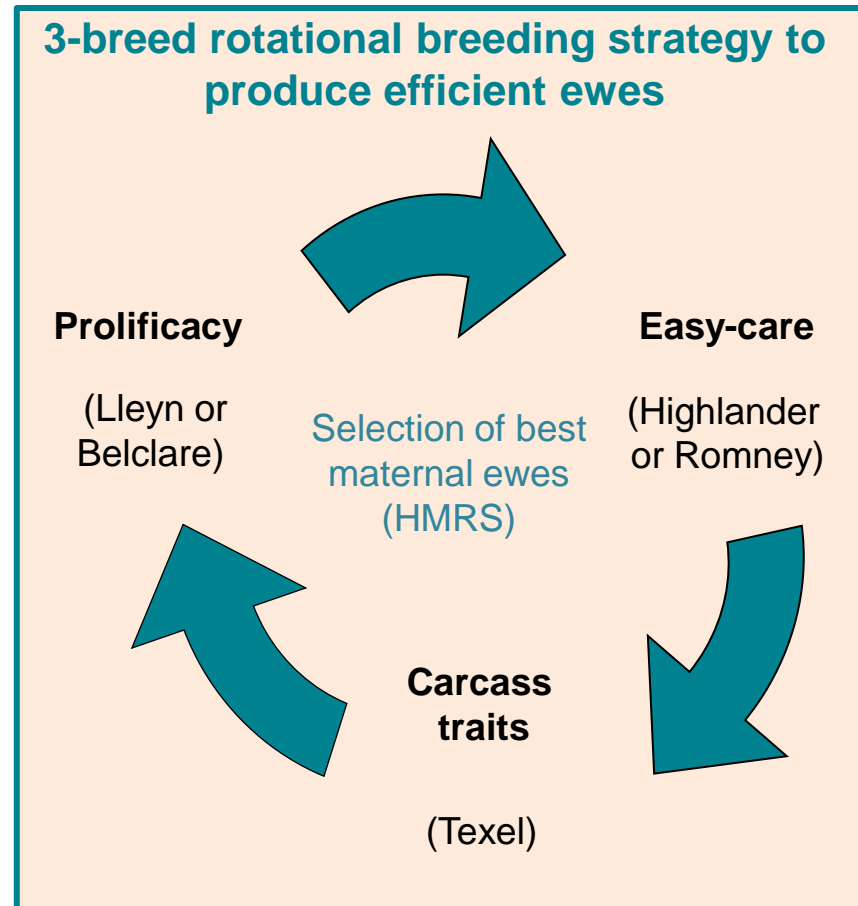 3-breed rotational breeding strategy to
produce efficient ewes
Prolificacy
(Lleyn or
Belclare)
Easy-care
(Highlander
or Romney)
Selection of best
maternal ewes
(HMRS)
Carcass
traits
(Texel)